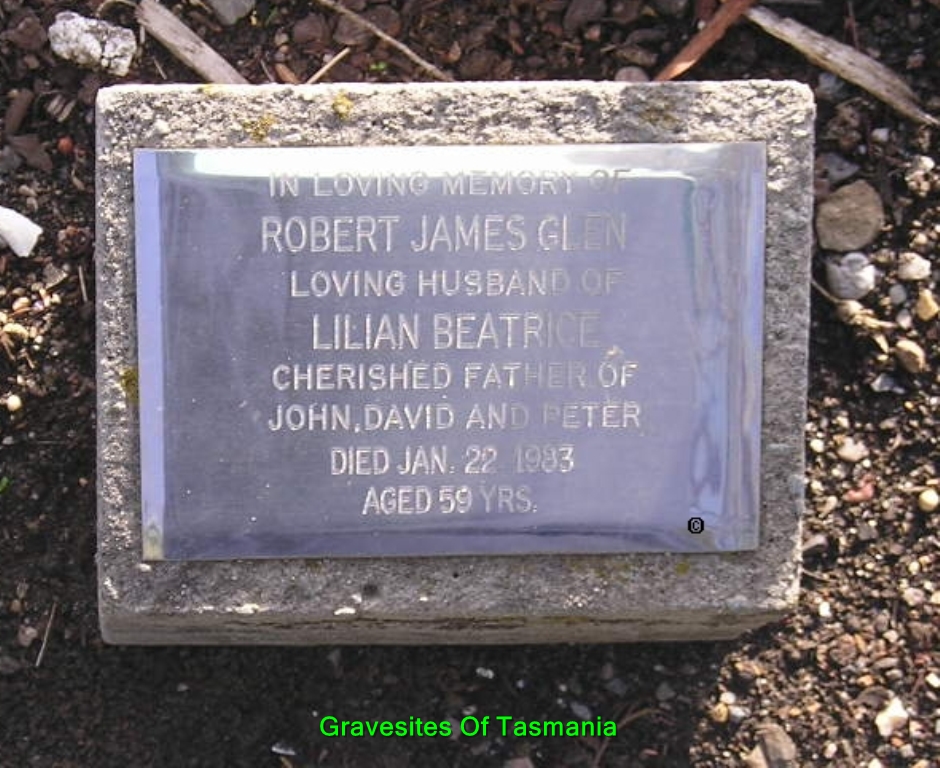 IN LOVING MEMORY OF
ROBERT JAMES GLEN
LOVING HUSBAND OF
LILIAN BEATRICE
CHERISHED FATHER OF
JOHN, DAVID AND PETER
DIED JAN. 22 1983
AGED 59 YRS.
©
Gravesites Of Tasmania